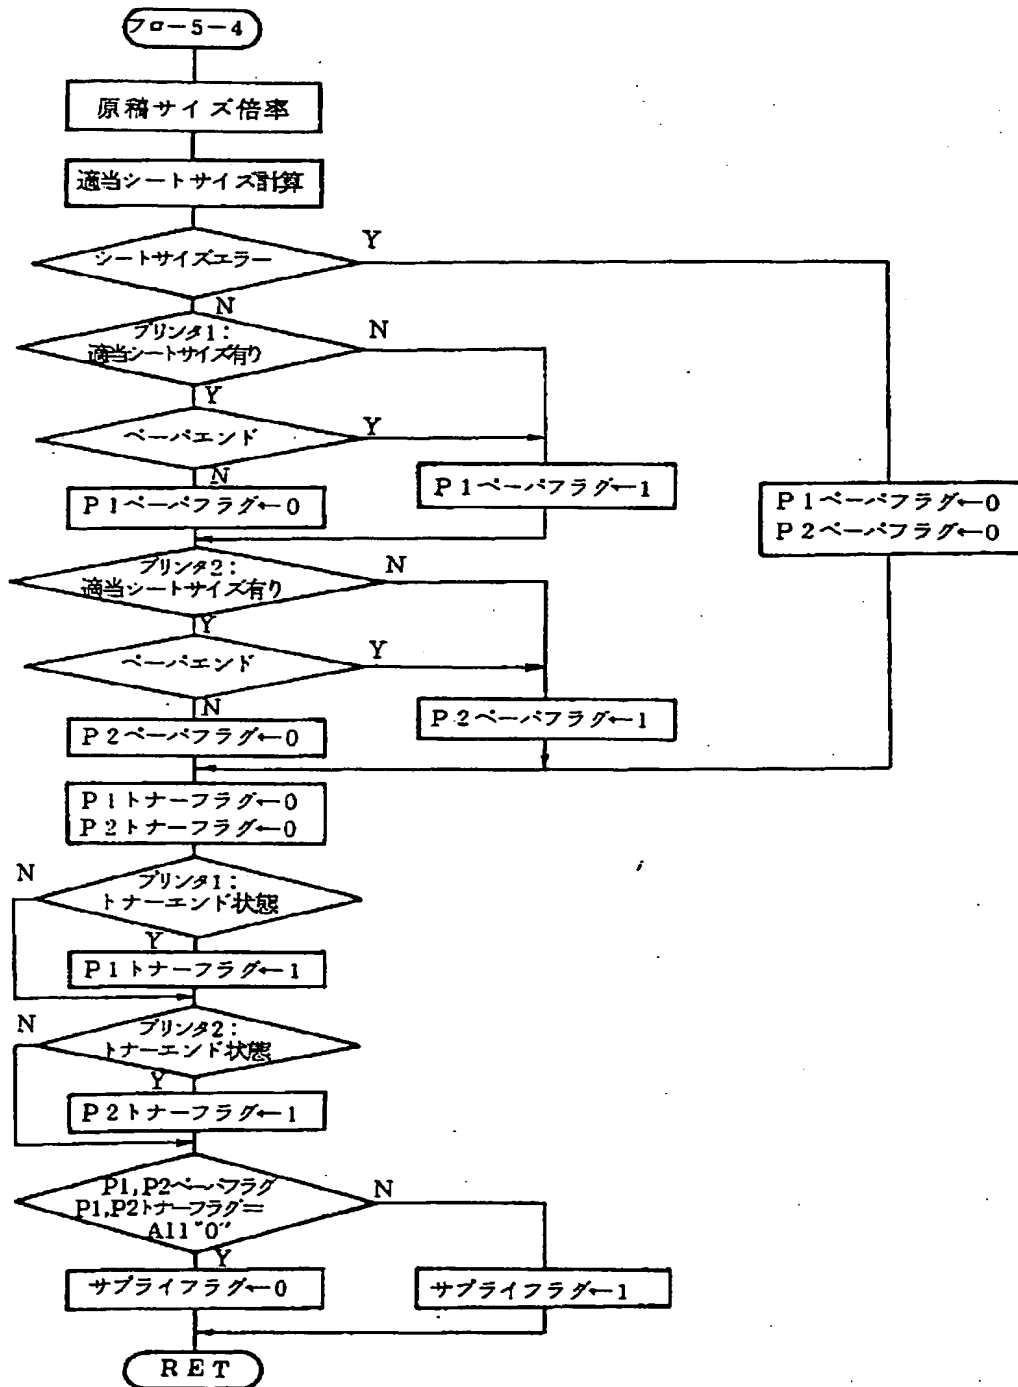 フロー5-4
原稿サイズ倍率
適当シートサイズ計算
シートサイズエラー
Y
N
プリンタ1:
適当シートサイズ有り
N
Y
ペーパエンド
Y
N
P1ペーパフラグ←0
P1ペーパフラグ←1
P1ペーパフラグ←0
P2ペーパフラグ←0
プリンタ2:
適当シートサイズ有り
N
Y
ペーパエンド
Y
N
P2ペーパフラグ←0
P2ペーパフラグ←1
P1トナーフラグ←0
P2トナーフラグ←0
N
プリンタ1:
トナーエンド状態
Y
P1トナーフラグ←1
N
プリンタ2:
トナーエンド状態
Y
P2トナーフラグ←1
P1,P2ペーパフラグ
P1,P2トナーフラグ=
All"0"
N
Y
サプライフラグ←0
サプライフラグ←1
RET